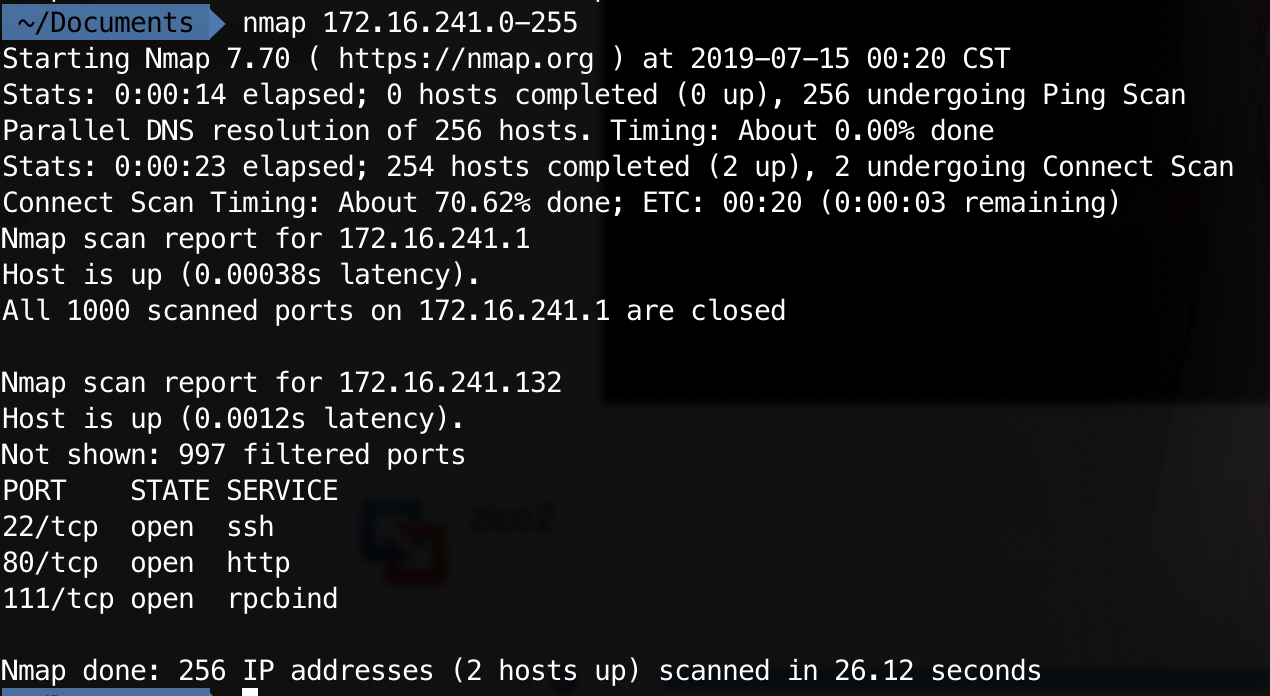 ~/Documents nmap 172.16.241.0-255
Starting Nmap 7.70 ( https://nmap.org ) at 2019-07-15 00:20 CST
Stats: 0:00:14 elapsed; 0 hosts completed (0 up), 256 undergoing Ping Scan
Parallel DNS resolution of 256 hosts. Timing: About 0.00% done
Stats: 0:00:23 elapsed; 254 hosts completed (2 up), 2 undergoing Connect Scan
Connect Scan Timing: About 70.62% done; ETC: 00:20 (0:00:03 remaining)
Nmap scan report for 172.16.241.1
Host is up (0.00038s latency).
All 1000 scanned ports on 172.16.241.1 are closed
Nmap scan report for 172.16.241.132
Host is up (0.0012s latency).
Not shown: 997 filtered ports
PORT    STATE SERVICE
22/tcp  open  ssh
zico2
80/tcp  open  http
111/tcp open  rpcbind
Nmap done: 256 IP addresses (2 hosts up) scanned in 26.12 seconds